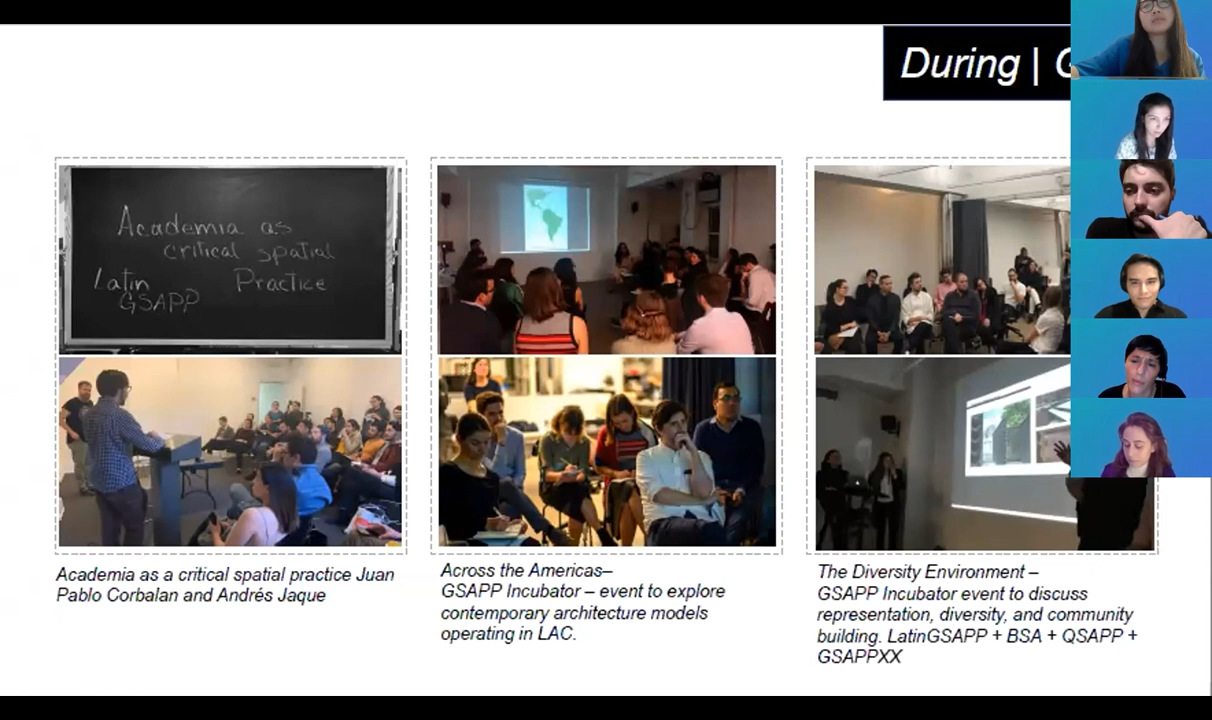 During |
Academia as
critical spatial
Latin Practice
GSAPP
Academia as a critical spatial practice Juan
Pablo Corbalan and Andrés Jaque
Across the Americas–
GSAPP Incubator – event to explore
contemporary architecture models
operating in LAC.
The Diversity Environment –
GSAPP Incubator event to discuss
representation, diversity, and community
building. LatinGSAPP + BSA + QSAPP +
GSAPPXX